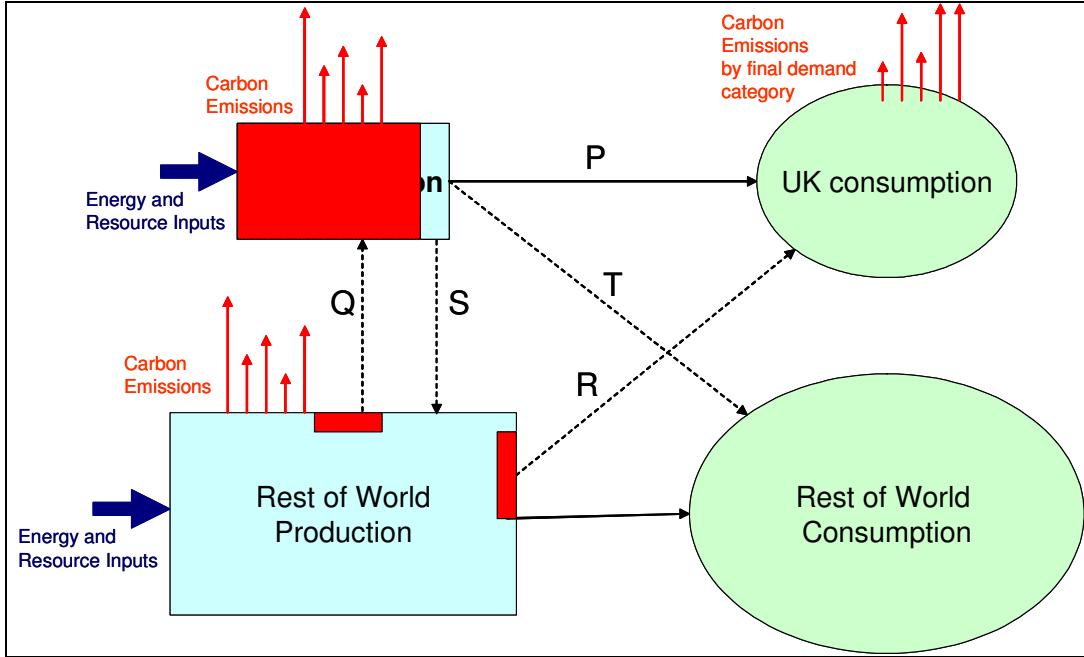 Carbon
Emissions
by final demand
category
Carbon
Emissions
on
P
UK consumption
Energy and
Resource Inputs
T
Q
S
Carbon
Emissions
R
Rest of World
Production
Rest of World
Consumption
Energy and
Resource Inputs